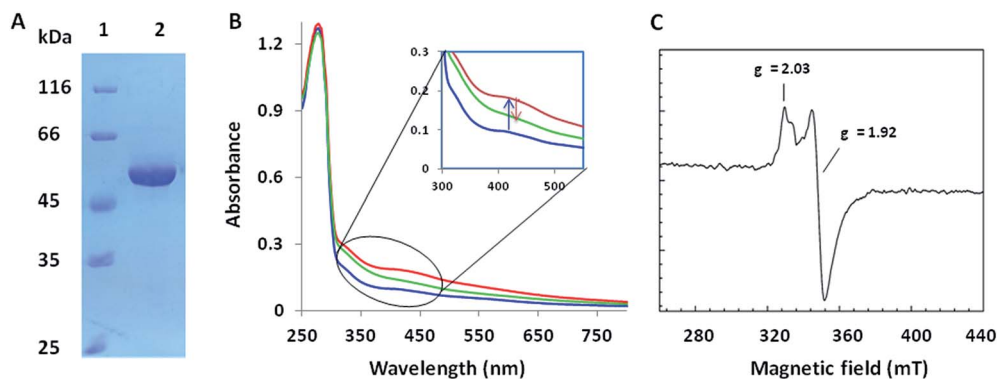 A
kDa 1 2
116
66
45
35
25
B
Absorbance
1.2
0.9
0.6
0.3
0
250 350 450 550 650 750
Wavelength (nm)
0.3
0.2
0.1
0
300 400 500
C
g = 2.03
g = 1.92
280 320 360 400 440
Magnetic field (mT)